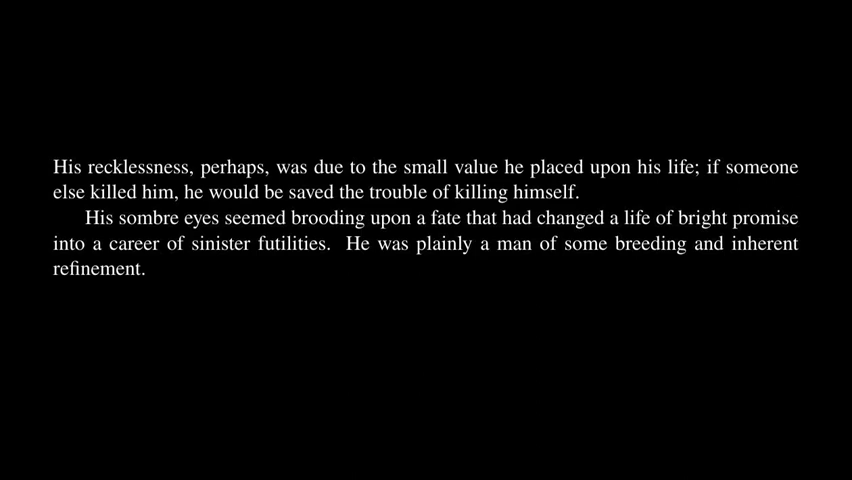 His recklessness, perhaps, was due to the small value he placed upon his life; if someone
else killed him, he would be saved the trouble of killing himself.
His sombre eyes seemed brooding upon a fate that had changed a life of bright promise
into a career of sinister futilities. He was plainly a man of some breeding and inherent
refinement.